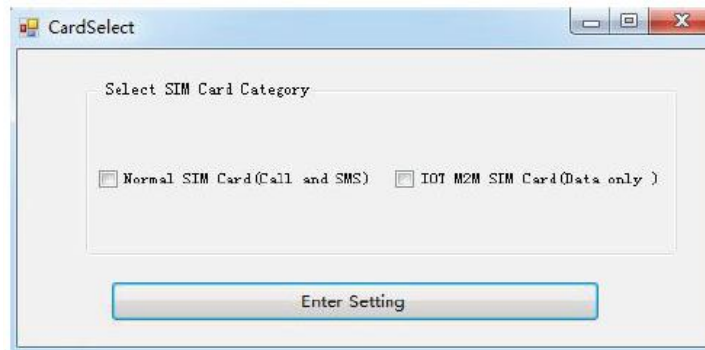 CardSelect
Select SIM Card Category
Normal SIM Card(Call and SMS)
IOT M2M SIM Card(Data only )
Enter Setting